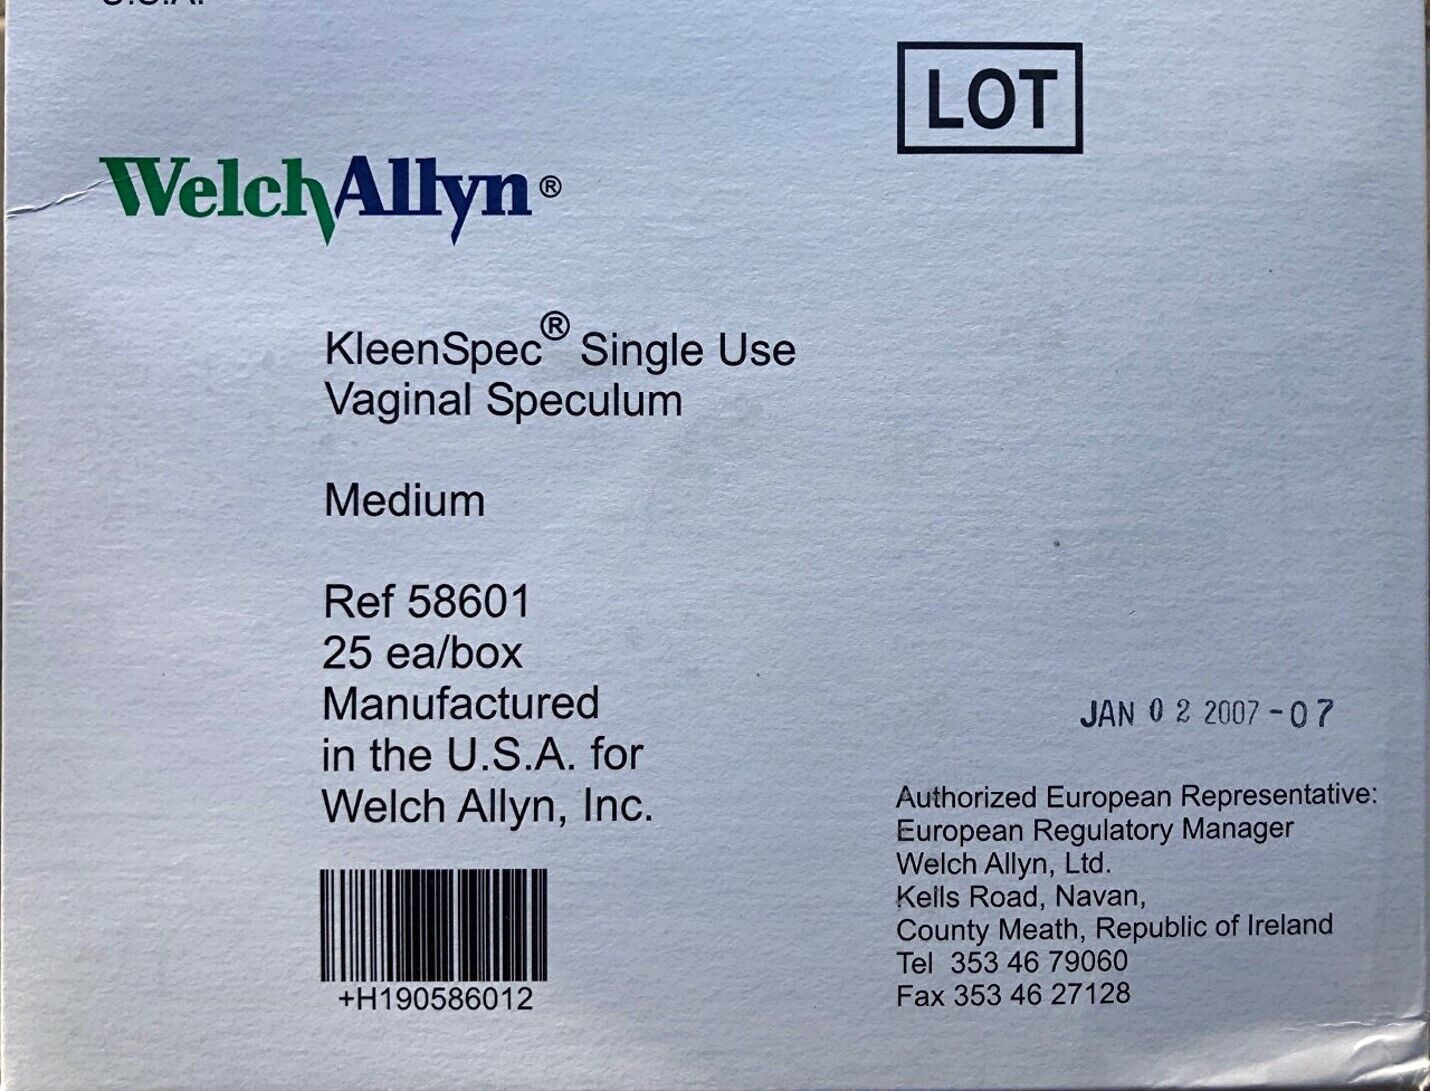 U.S.A.
LOT
WelchAllyn®
KleenSpec® Single Use
Vaginal Speculum
Medium
Ref 58601
25 ea/box
Manufactured
in the U.S.A. for
Welch Allyn, Inc.
+H190586012
JAN 02 2007-07
Authorized European Representative:
European Regulatory Manager
Welch Allyn, Ltd.
Kells Road, Navan,
County Meath, Republic of Ireland
Tel 353 46 79060
Fax 353 46 27128